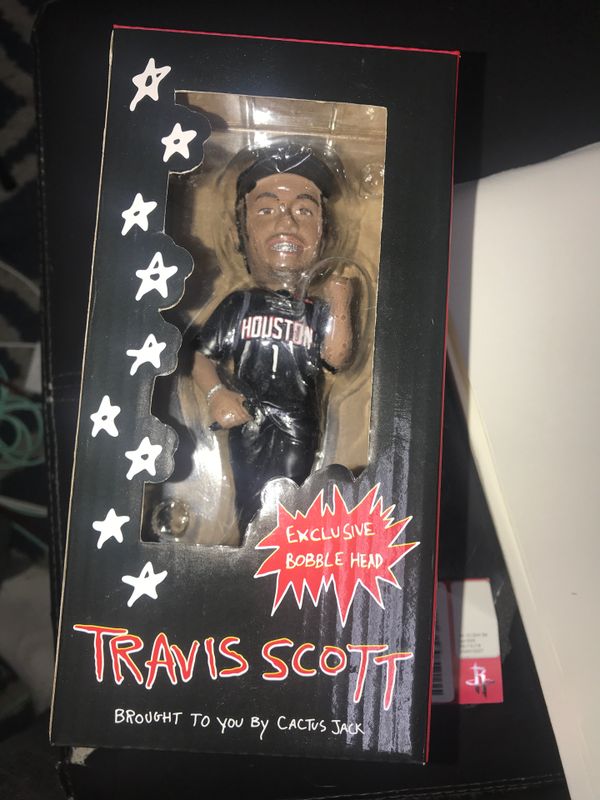 HOUSTON
1
EXCLUSIVE
BOBBLE HEAD
TRAVIS SCOTT
BROUGHT TO YOU BY CACTUS JACK